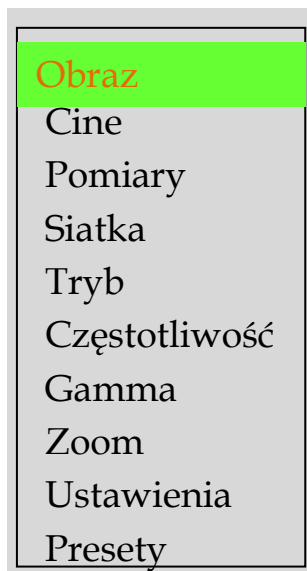 Obraz
Cine
Pomiary
Siatka
Tryb
Częstotliwość
Gamma
Zoom
Ustawienia
Presety